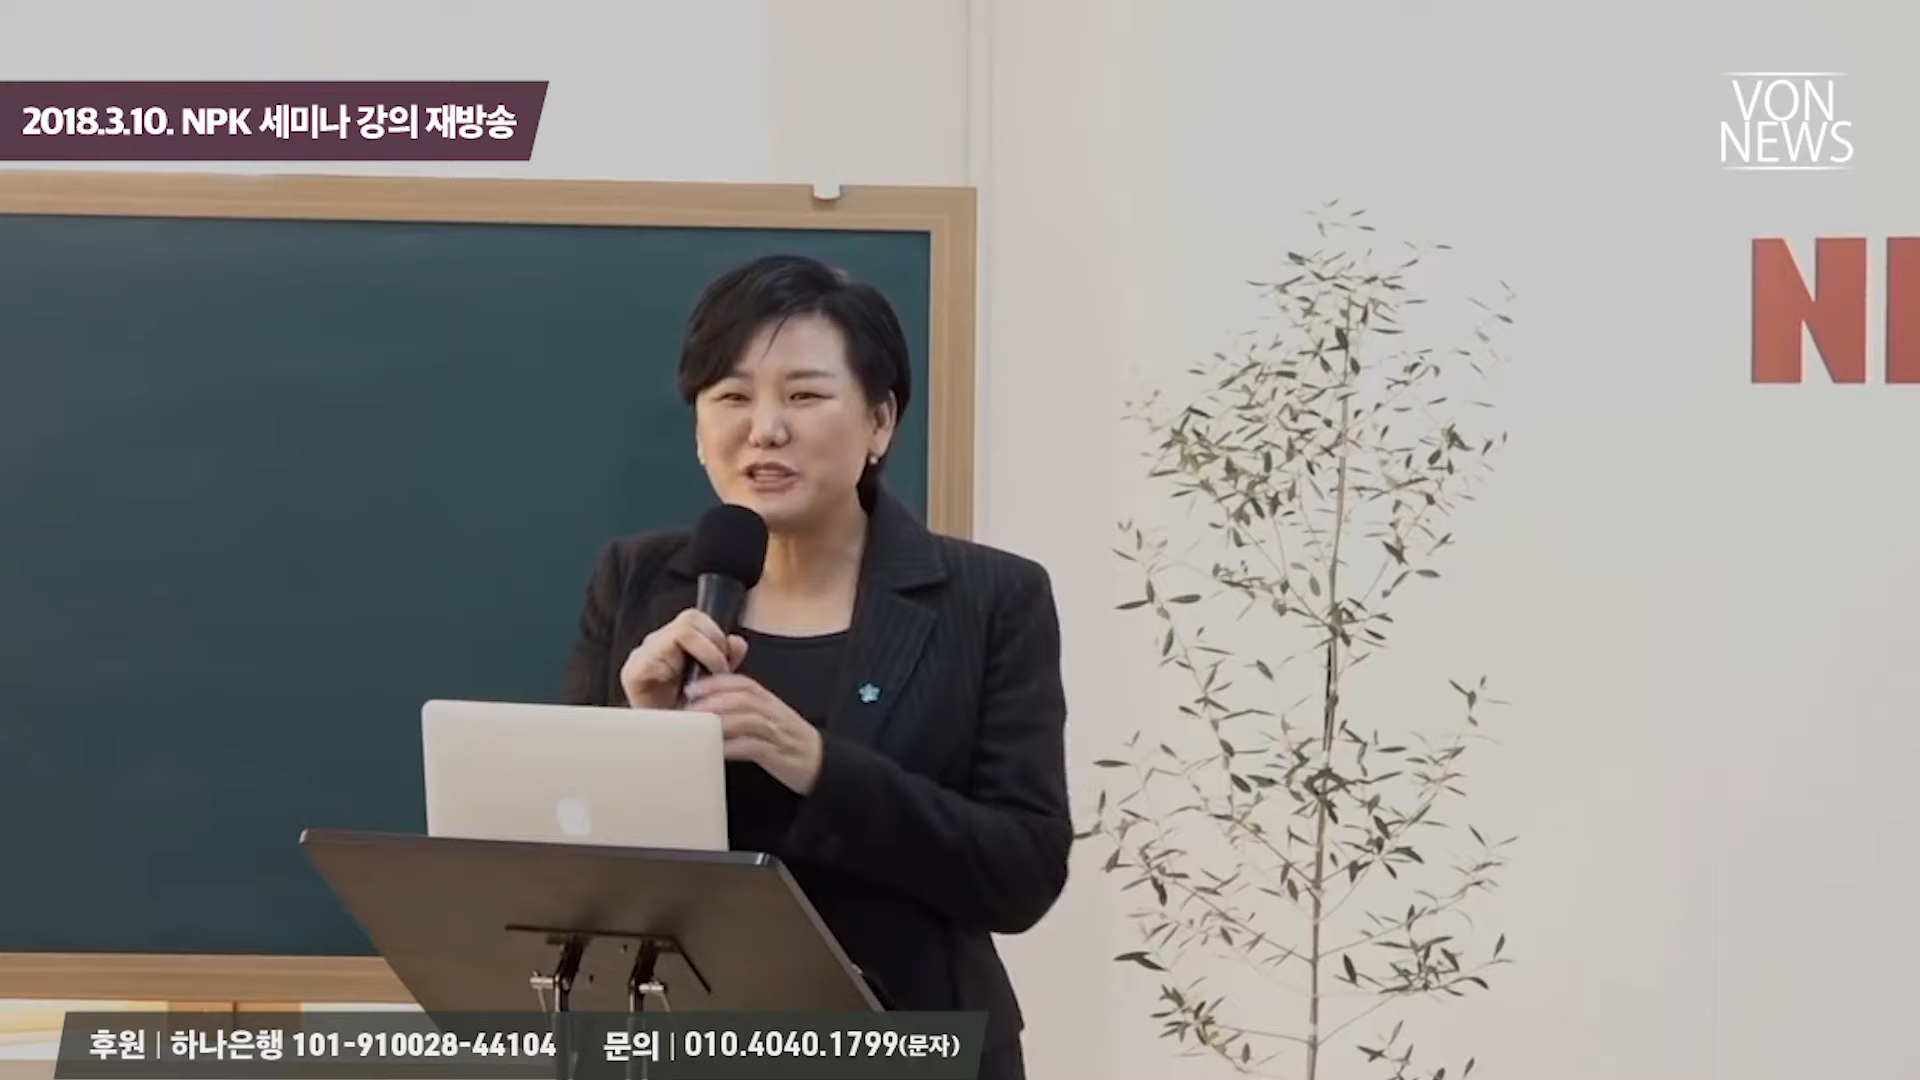 2018.3.10. NPK 세미나 강의 재방송
VON
NEWS
후원 | 하나은행 101-910028-44104 문의 | 010.4040.1799(문자)